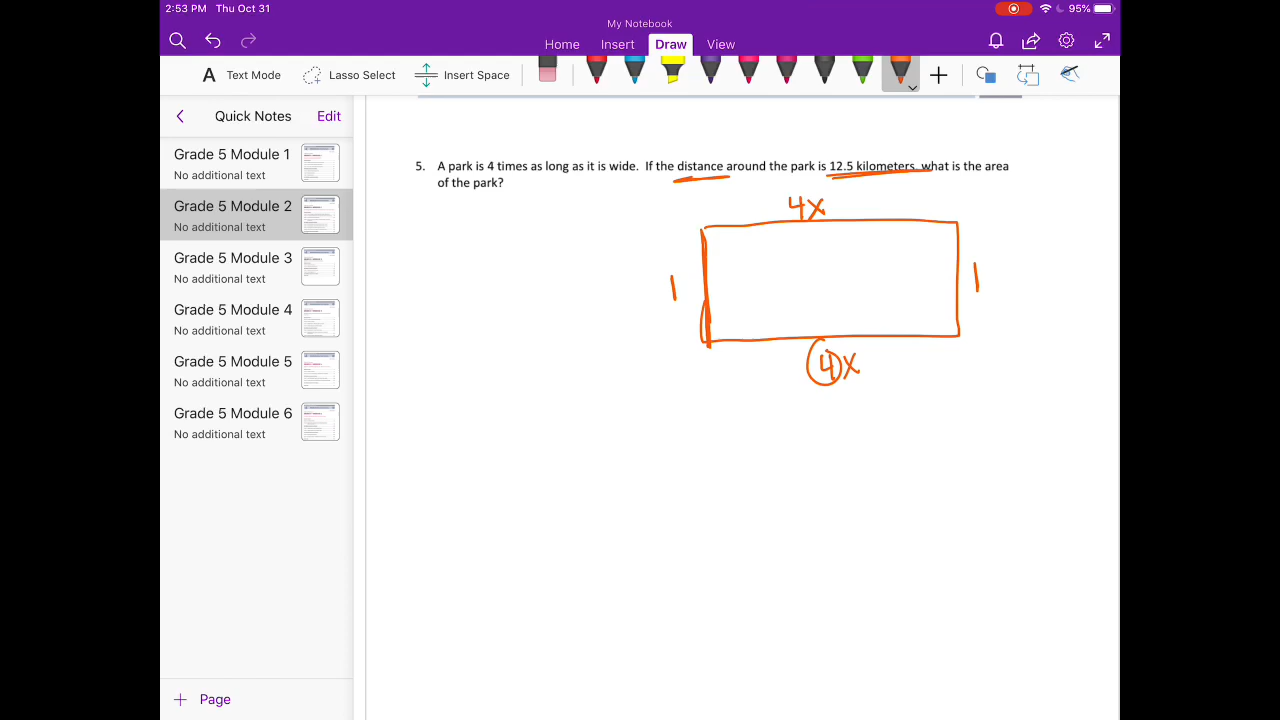 2:53 PM Thu Oct 31
95%
My Notebook
Home Insert Draw View
Text Mode Lasso Select Insert Space
Quick Notes Edit
Grade 5 Module 1
No additional text
Grade 5 Module 2
No additional text
Grade 5 Module 3
No additional text
Grade 5 Module 4
No additional text
Grade 5 Module 5
No additional text
Grade 5 Module 6
No additional text
Page
5. A park is 4 times as long as it is wide. If the distance around the park is 12.5 kilometers, what is the area
of the park?
4x
1 1
4x